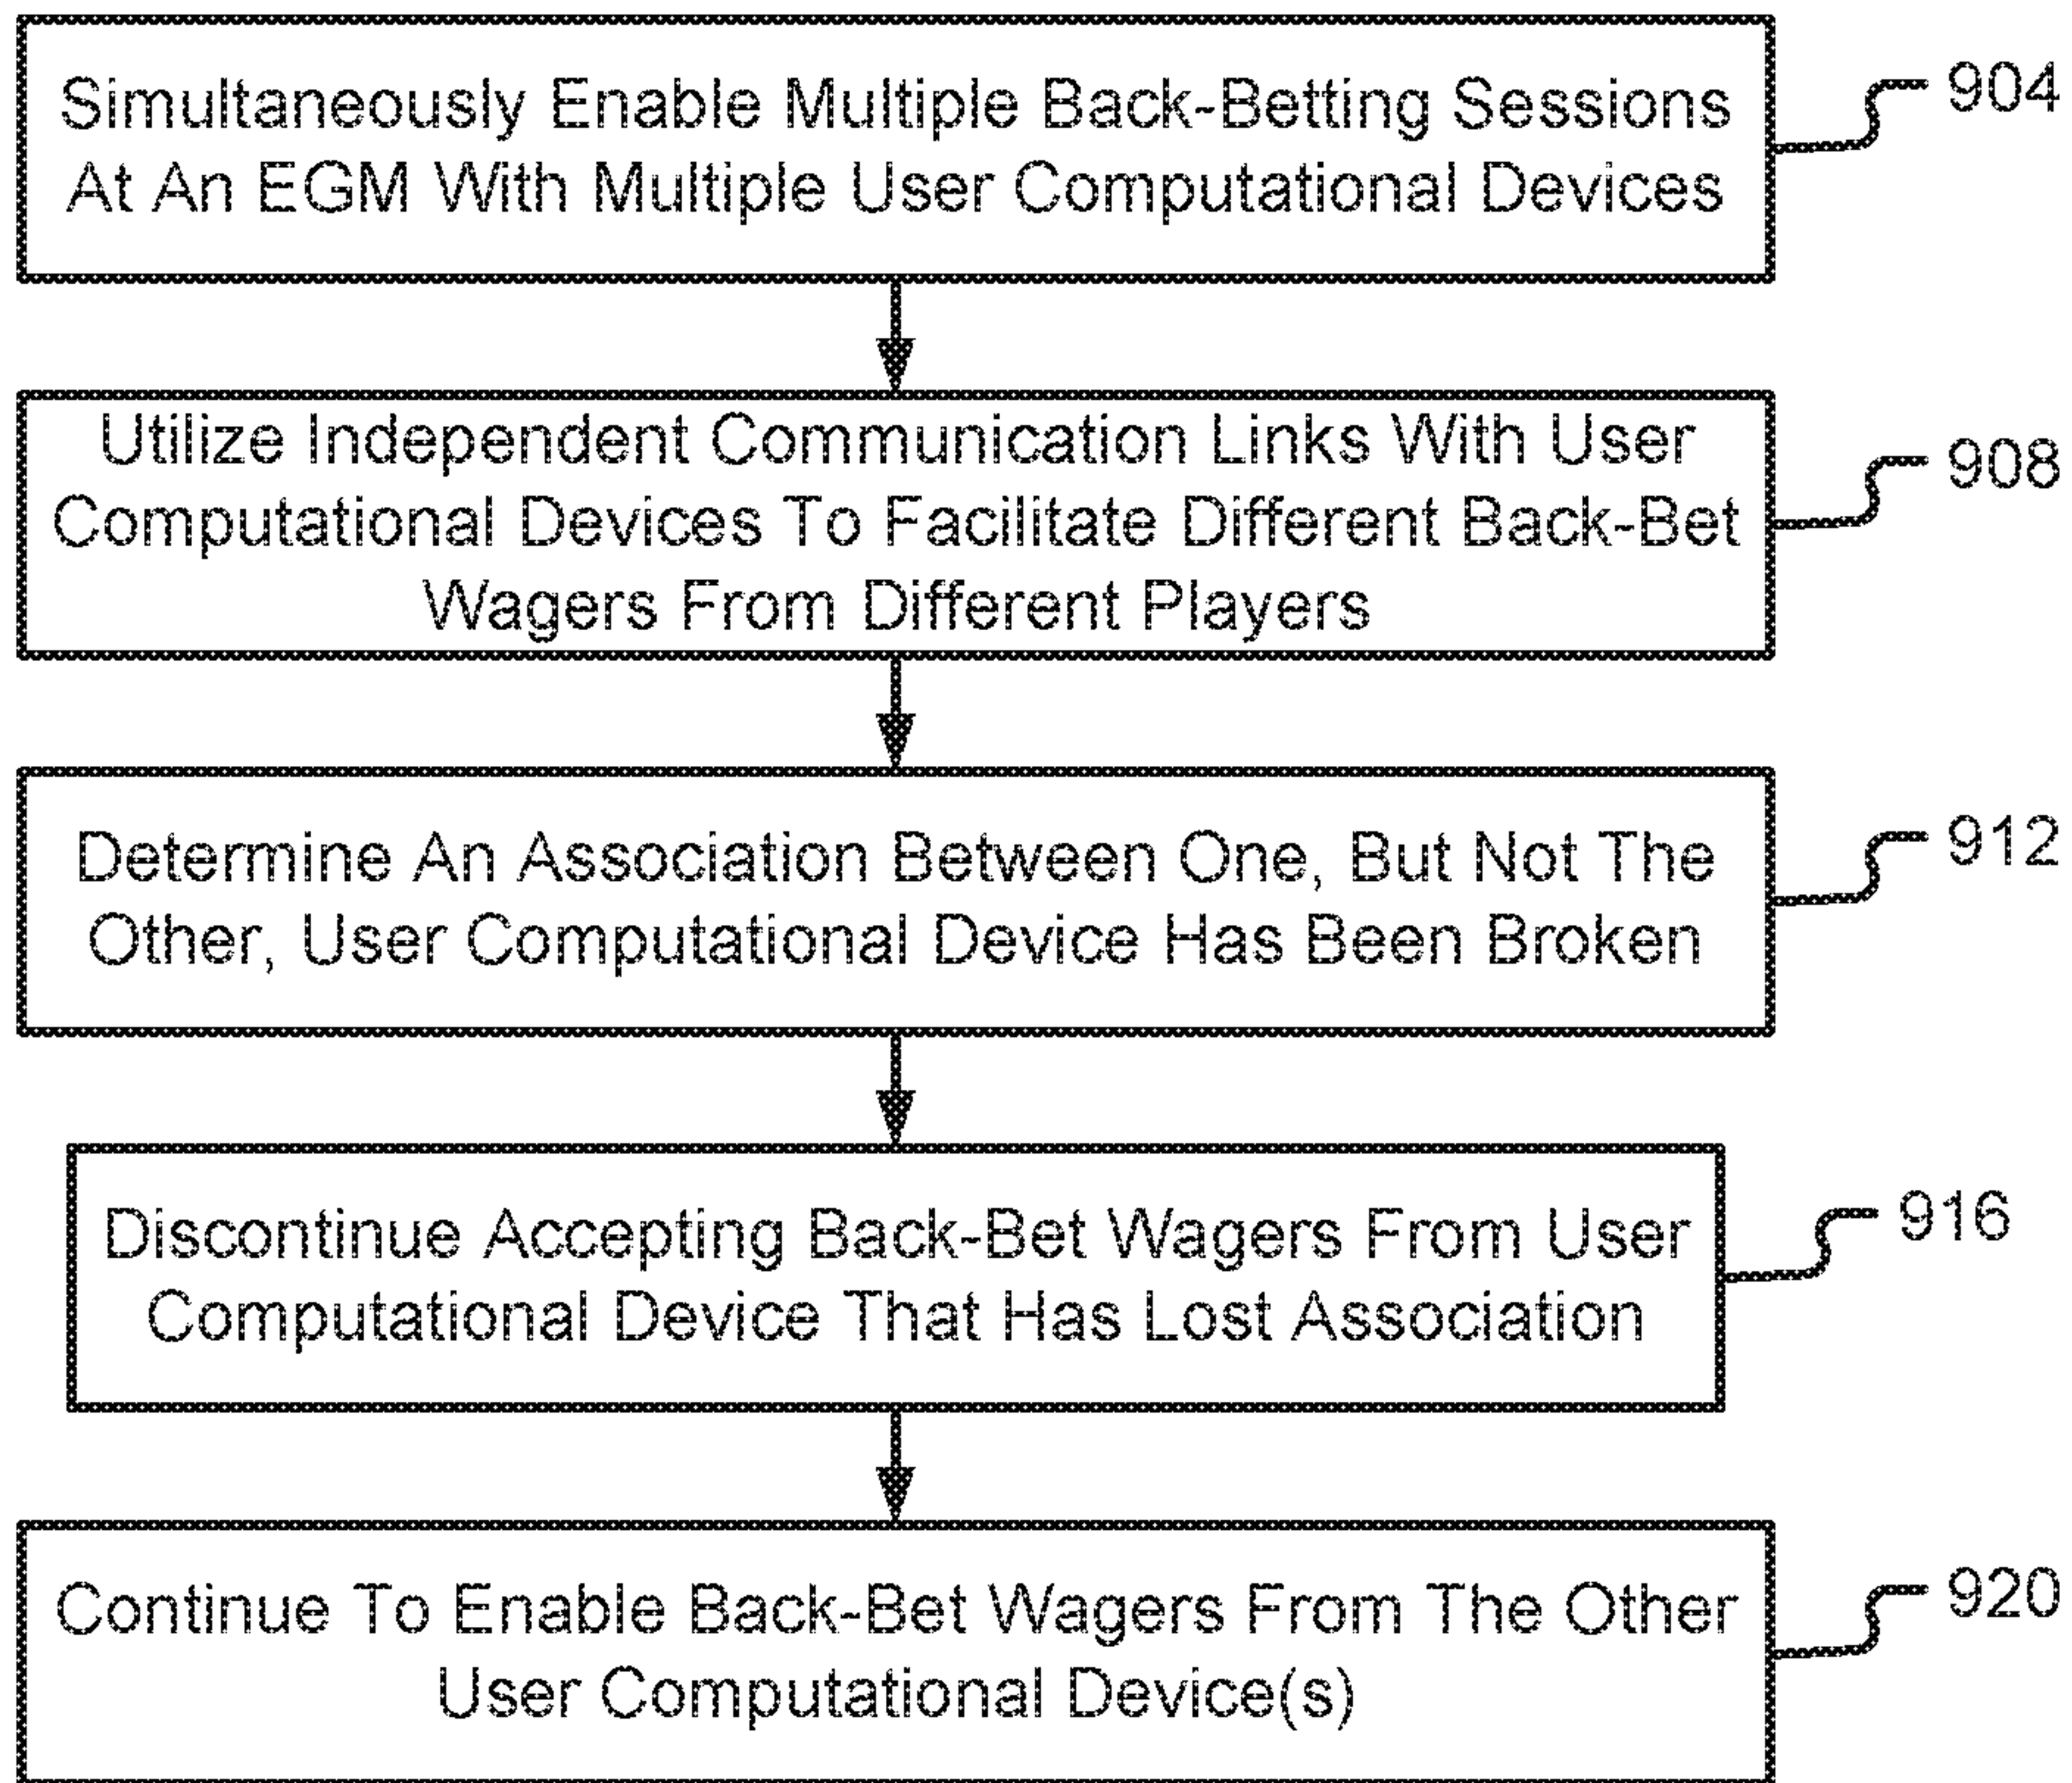 Simultaneously Enable Multiple Back-Betting Sessions
At An EGM With Multiple User Computational Devices
904
Utilize Independent Communication Links With User
Computational Devices To Facilitate Different Back-Bet
Wagers From Different Players
908
Determine An Association Between One, But Not The
Other, User Computational Device Has Been Broken
912
Discontinue Accepting Back-Bet Wagers From User
Computational Device That Has Lost Association
916
Continue To Enable Back-Bet Wagers From The Other
User Computational Device(s)
920